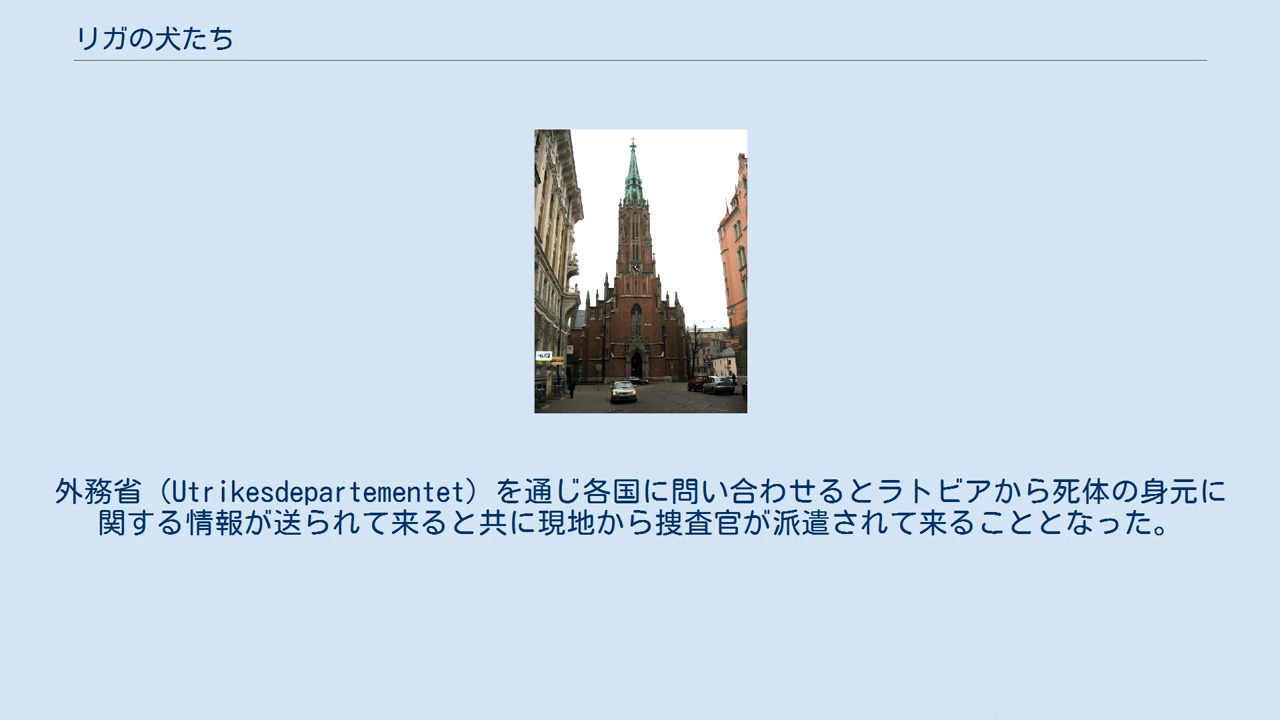 リガの犬たち
外務省（Utrikesdepartementet）を通じ各国に問い合わせるとラトビアから死体の身元に
関する情報が送られて来ると共に現地から捜査官が派遣されて来ることとなった。